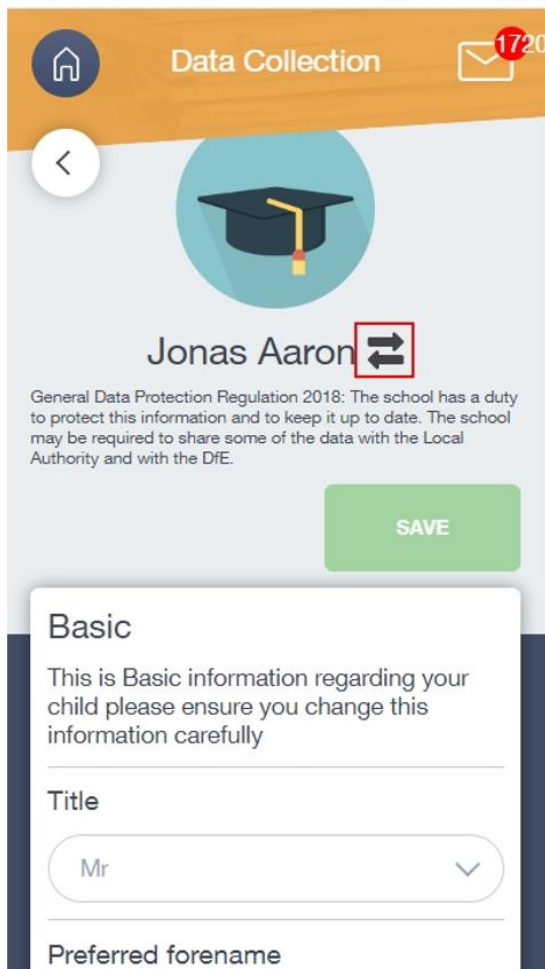 Data Collection
1720
Jonas Aaron
General Data Protection Regulation 2018: The school has a duty
to protect this information and to keep it up to date. The school
may be required to share some of the data with the Local
Authority and with the DfE.
SAVE
Basic
This is Basic information regarding your
child please ensure you change this
information carefully
Title
Mr
Preferred forename